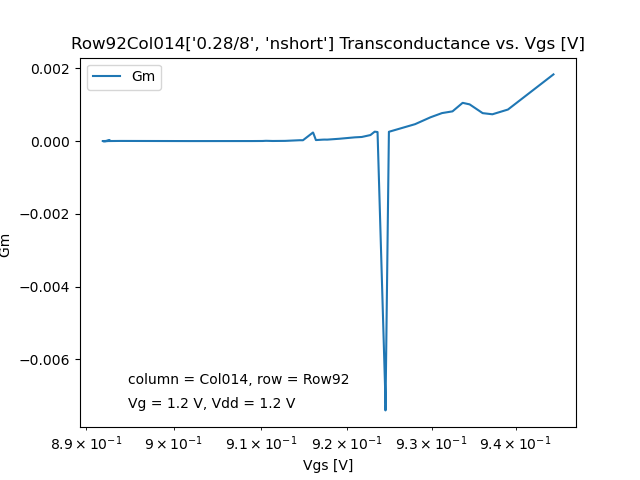 Row92Col014['0.28/8', 'nshort'] Transconductance vs. Vgs [V]
Gm
0.002
0.000
−0.002
−0.004
−0.006
Gm
column = Col014, row = Row92
Vg = 1.2 V, Vdd = 1.2 V
8.9 × 10⁻¹ 9 × 10⁻¹ 9.1 × 10⁻¹ 9.2 × 10⁻¹ 9.3 × 10⁻¹ 9.4 × 10⁻¹
Vgs [V]